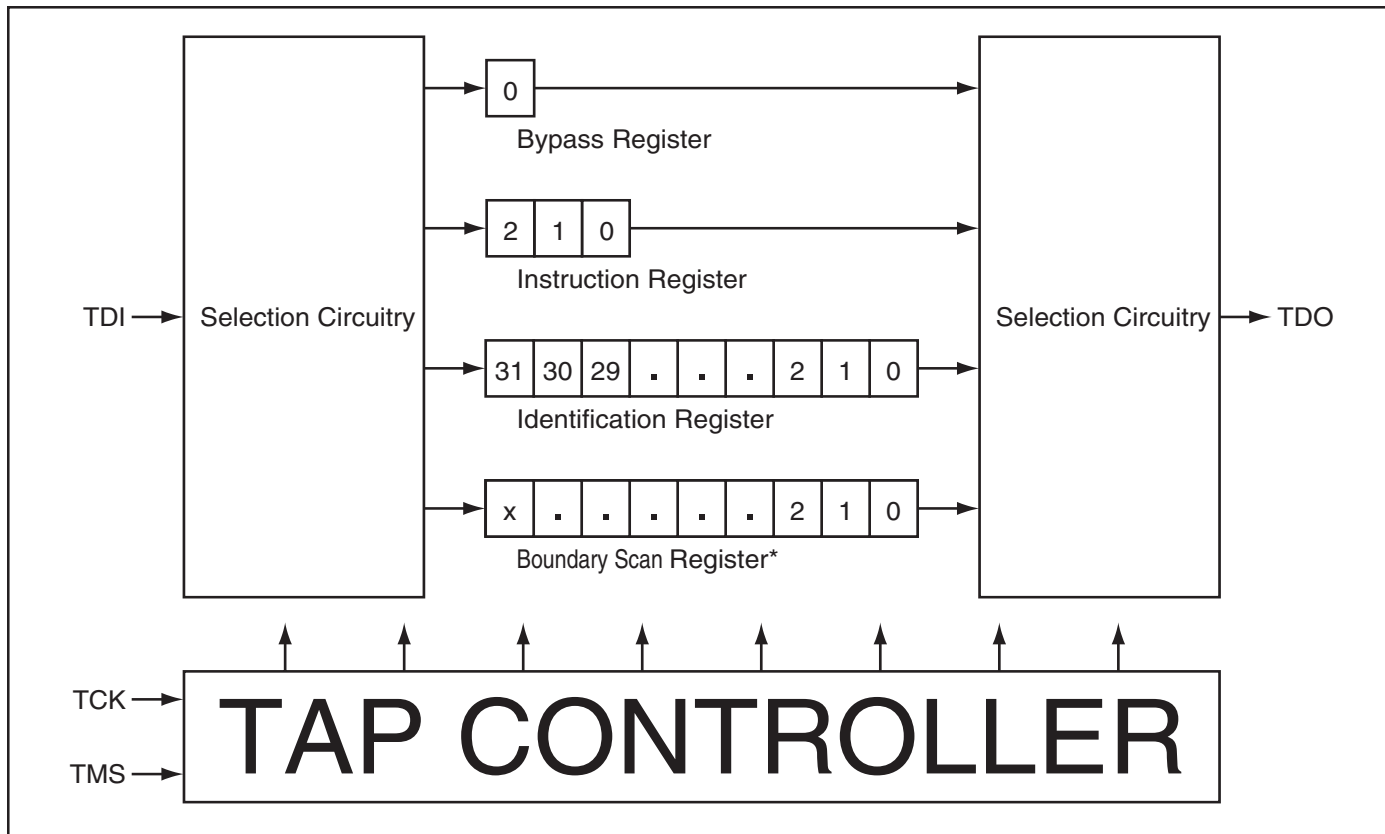 0
Bypass Register
2 1 0
Instruction Register
TDI
Selection Circuitry
Selection Circuitry
TDO
31 30 29 . . . 2 1 0
Identification Register
x . . . . . 2 1 0
Boundary Scan Register*
TCK
TMS
TAP CONTROLLER